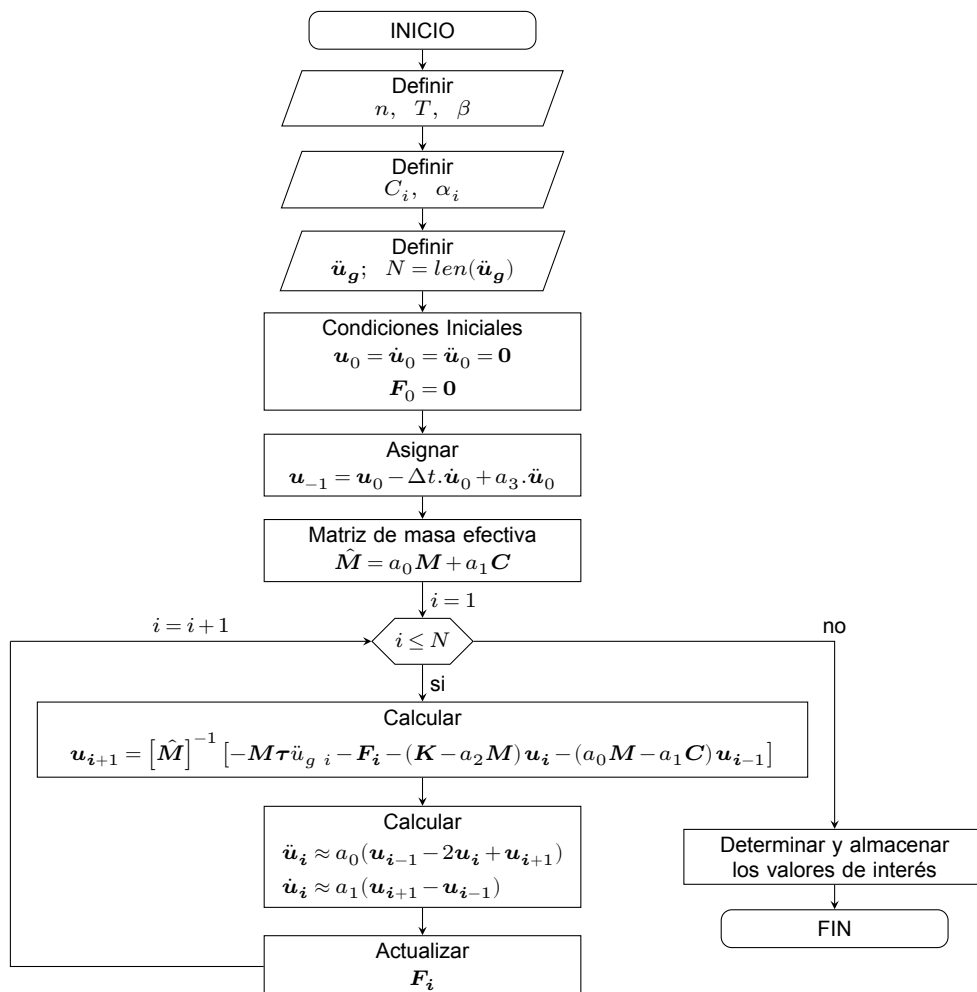 INICIO
Definir
n, T, β
Definir
C_i, α_i
Definir
ü_g; N = len(ü_g)
Condiciones Iniciales
u_0 = u̇_0 = ü_0 = 0
F_0 = 0
Asignar
u_{-1} = u_0 − Δt.u̇_0 + a_3.ü_0
Matriz de masa efectiva
M̂ = a_0 M + a_1 C
i = 1
i = i + 1
i ≤ N
no
si
Calcular
u_{i+1} = [M̂]^{-1} [−Mτü_{g i} − F_i − (K − a_2 M) u_i − (a_0 M − a_1 C) u_{i−1}]
Calcular
ü_i ≈ a_0(u_{i−1} − 2u_i + u_{i+1})
u̇_i ≈ a_1(u_{i+1} − u_{i−1})
Actualizar
F_i
Determinar y almacenar
los valores de interés
FIN